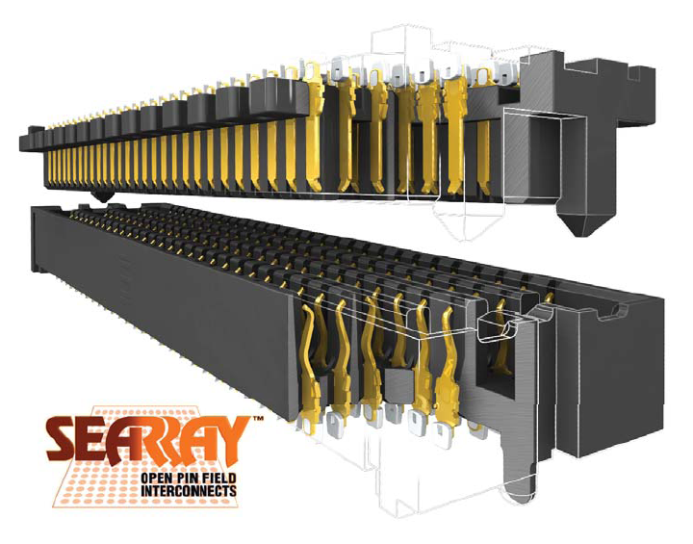 SEARRAY™
OPEN PIN FIELD
INTERCONNECTS